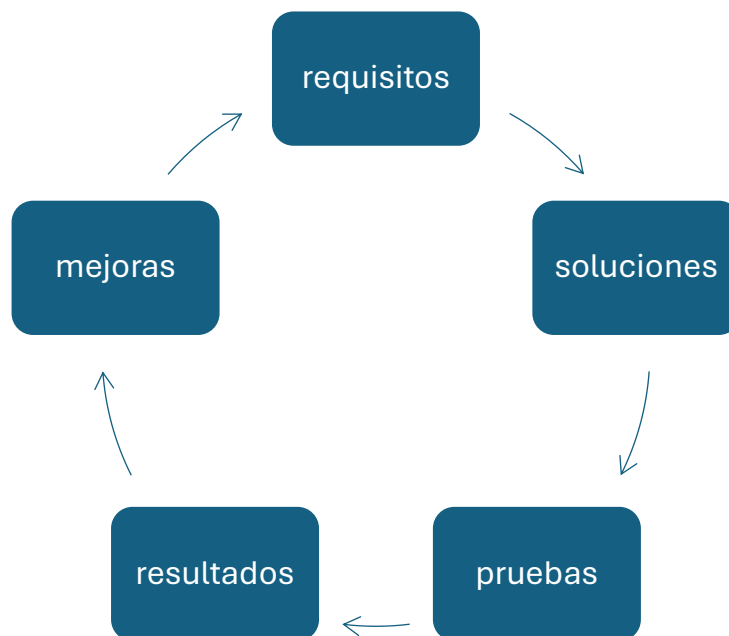 requisitos
soluciones
pruebas
resultados
mejoras